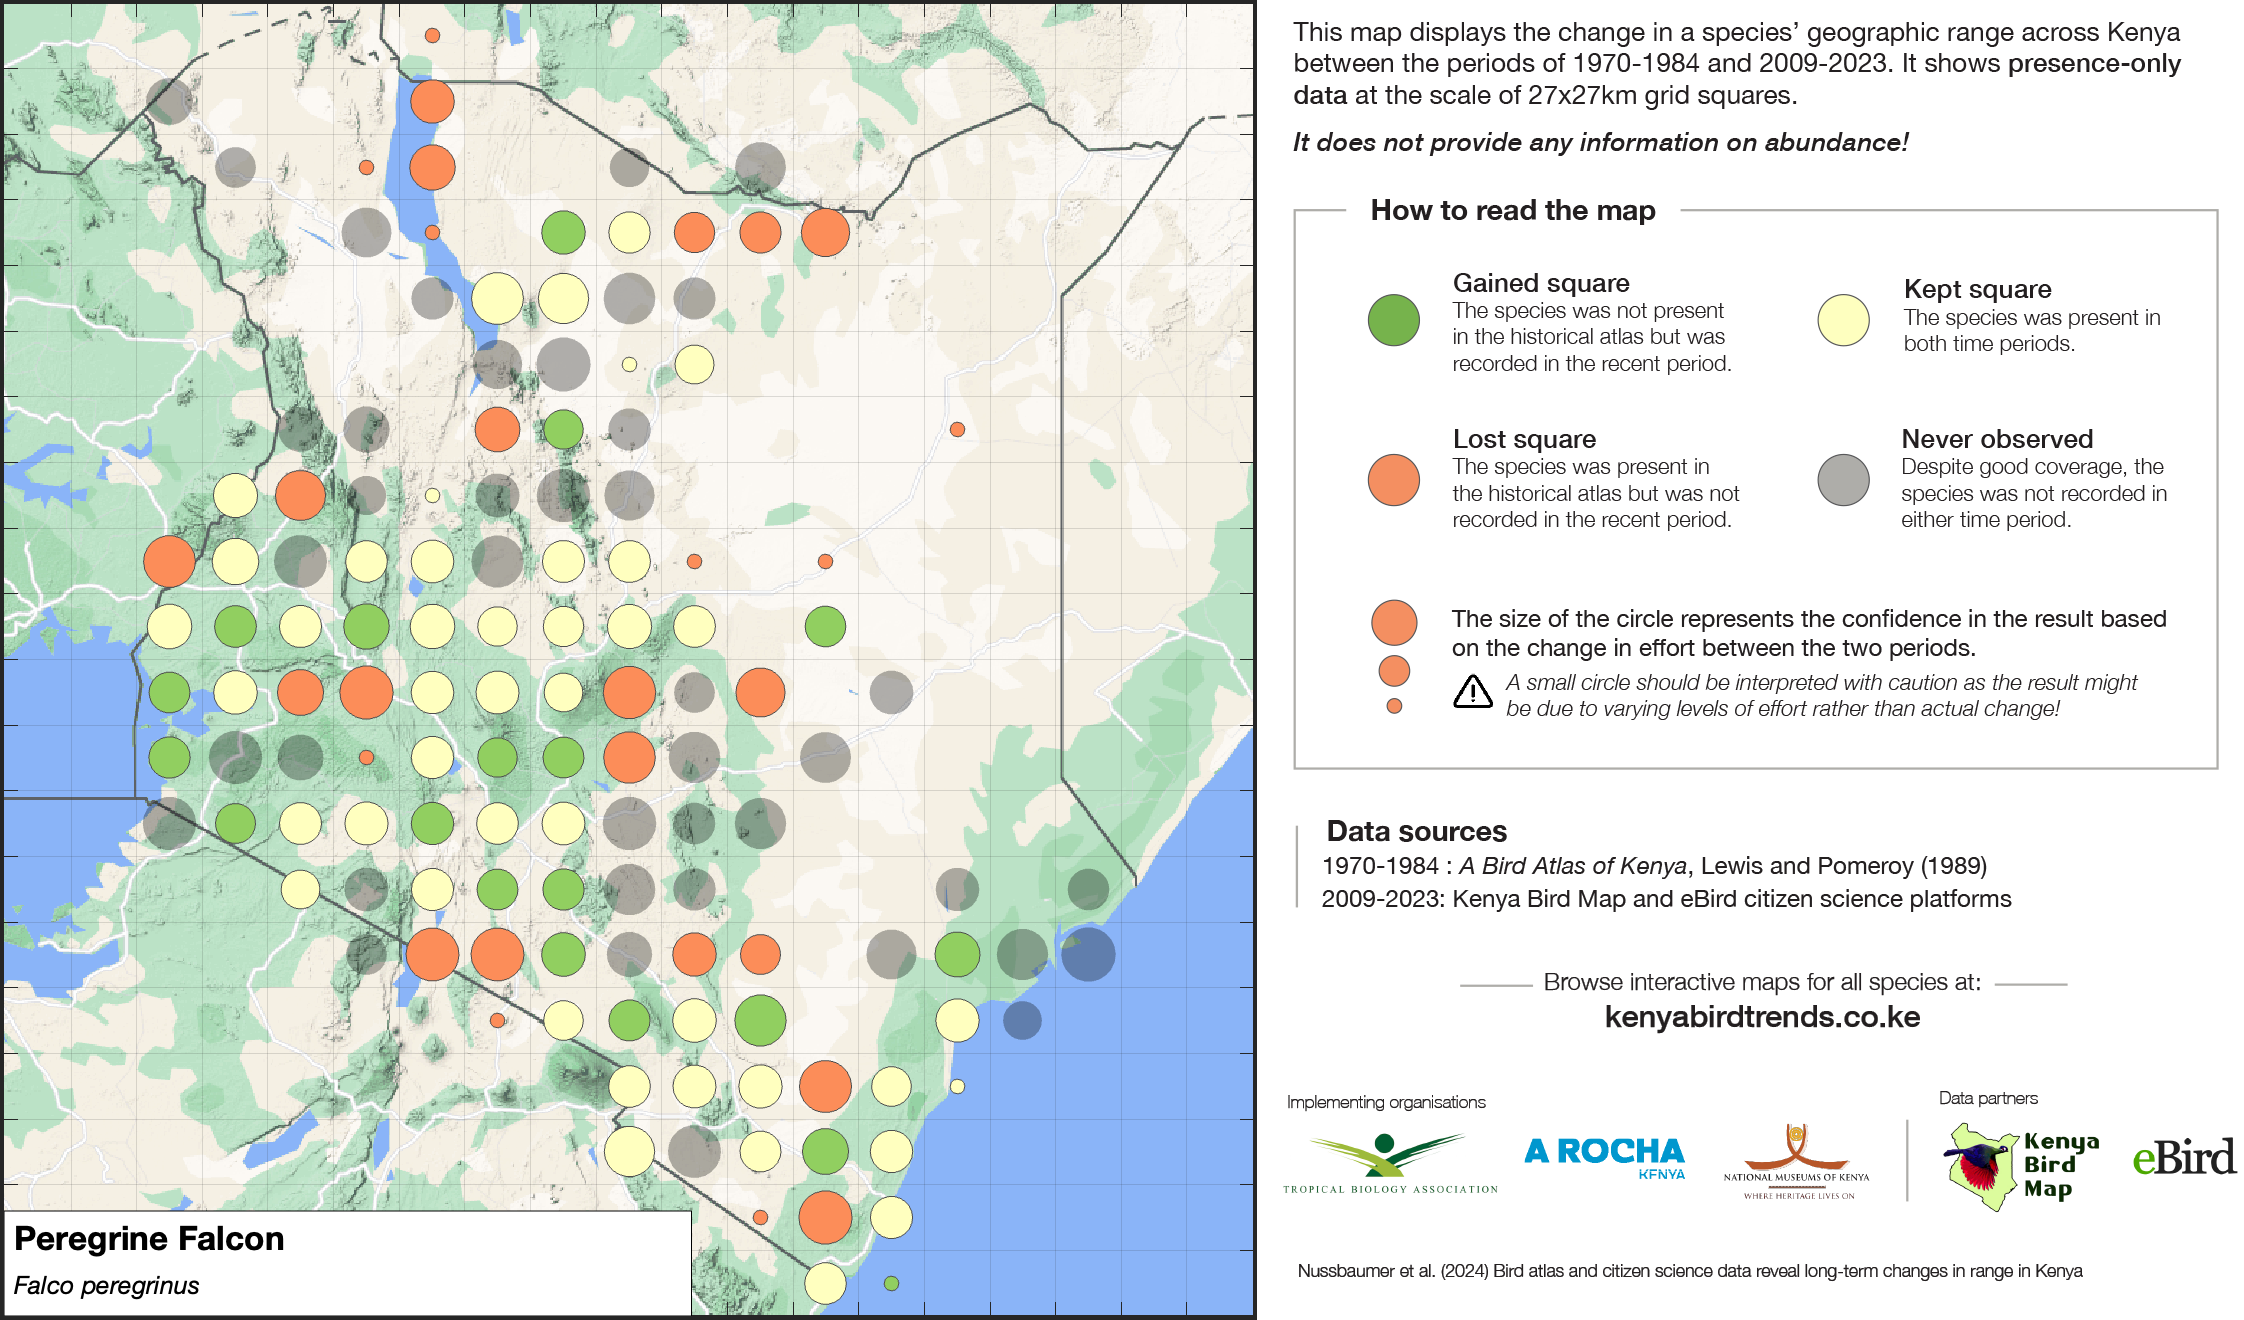 This map displays the change in a species’ geographic range across Kenya
between the periods of 1970-1984 and 2009-2023. It shows presence-only
data at the scale of 27x27km grid squares.
It does not provide any information on abundance!
How to read the map
Gained square
The species was not present
in the historical atlas but was
recorded in the recent period.
Kept square
The species was present in
both time periods.
Lost square
The species was present in
the historical atlas but was not
recorded in the recent period.
Never observed
Despite good coverage, the
species was not recorded in
either time period.
The size of the circle represents the confidence in the result based
on the change in effort between the two periods.
A small circle should be interpreted with caution as the result might
be due to varying levels of effort rather than actual change!
Data sources
1970-1984 : A Bird Atlas of Kenya, Lewis and Pomeroy (1989)
2009-2023: Kenya Bird Map and eBird citizen science platforms
Browse interactive maps for all species at:
kenyabirdtrends.co.ke
Implementing organisations
Data partners
TROPICAL BIOLOGY ASSOCIATION
A ROCHA
KENYA
NATIONAL MUSEUMS OF KENYA
WHERE HERITAGE LIVES ON
Kenya
Bird
Map
eBird
Peregrine Falcon
Falco peregrinus
Nussbaumer et al. (2024) Bird atlas and citizen science data reveal long-term changes in range in Kenya